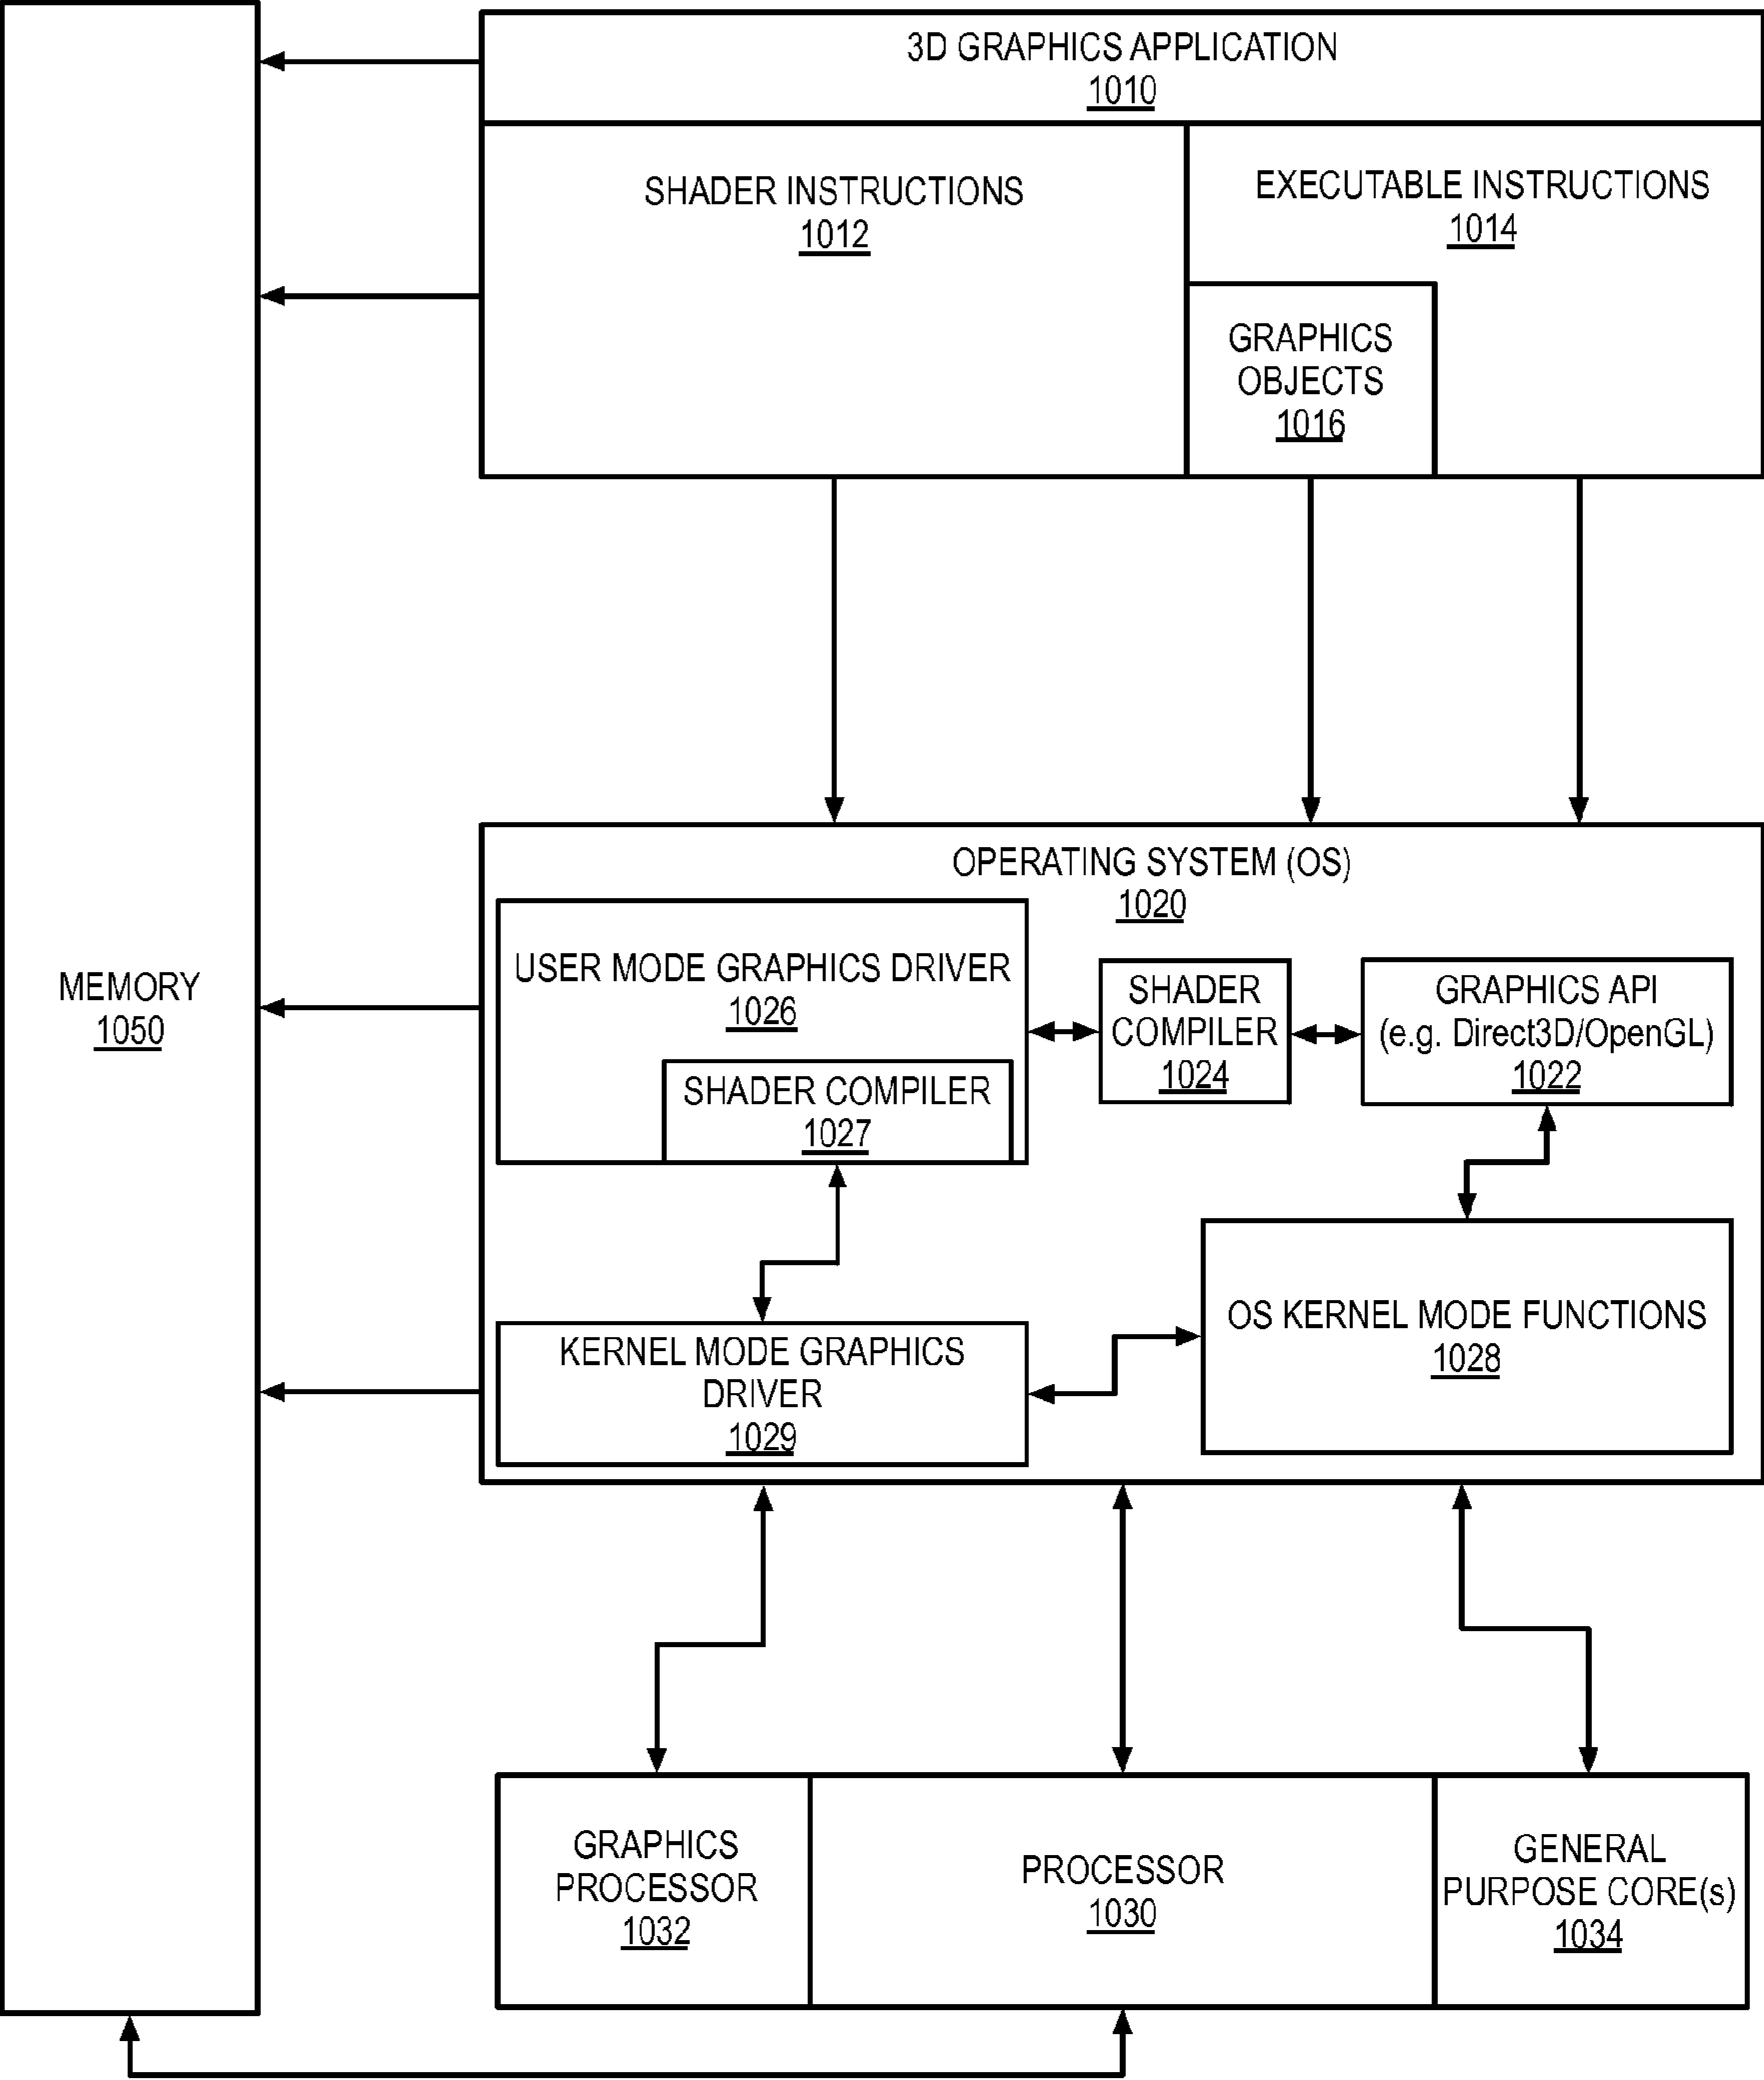 3D GRAPHICS APPLICATION
1010
SHADER INSTRUCTIONS
1012
EXECUTABLE INSTRUCTIONS
1014
GRAPHICS
OBJECTS
1016
MEMORY
1050
OPERATING SYSTEM (OS)
1020
USER MODE GRAPHICS DRIVER
1026
SHADER COMPILER
1027
SHADER
COMPILER
1024
GRAPHICS API
(e.g. Direct3D/OpenGL)
1022
KERNEL MODE GRAPHICS
DRIVER
1029
OS KERNEL MODE FUNCTIONS
1028
GRAPHICS
PROCESSOR
1032
PROCESSOR
1030
GENERAL
PURPOSE CORE(s)
1034